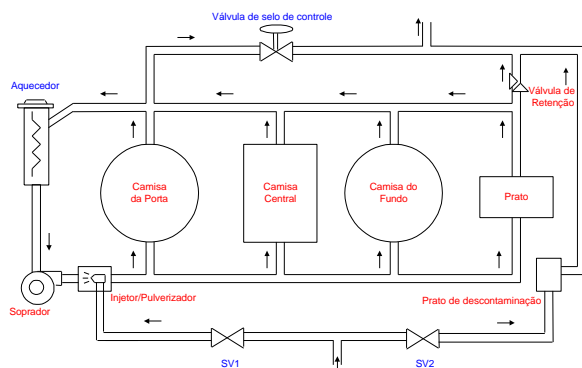 Válvula de selo de controle
Aquecedor
Válvula de
Retenção
Camisa
da Porta
Camisa
Central
Camisa do
Fundo
Prato
Injetor/Pulverizador
Prato de descontaminação
Soprador
SV1
SV2